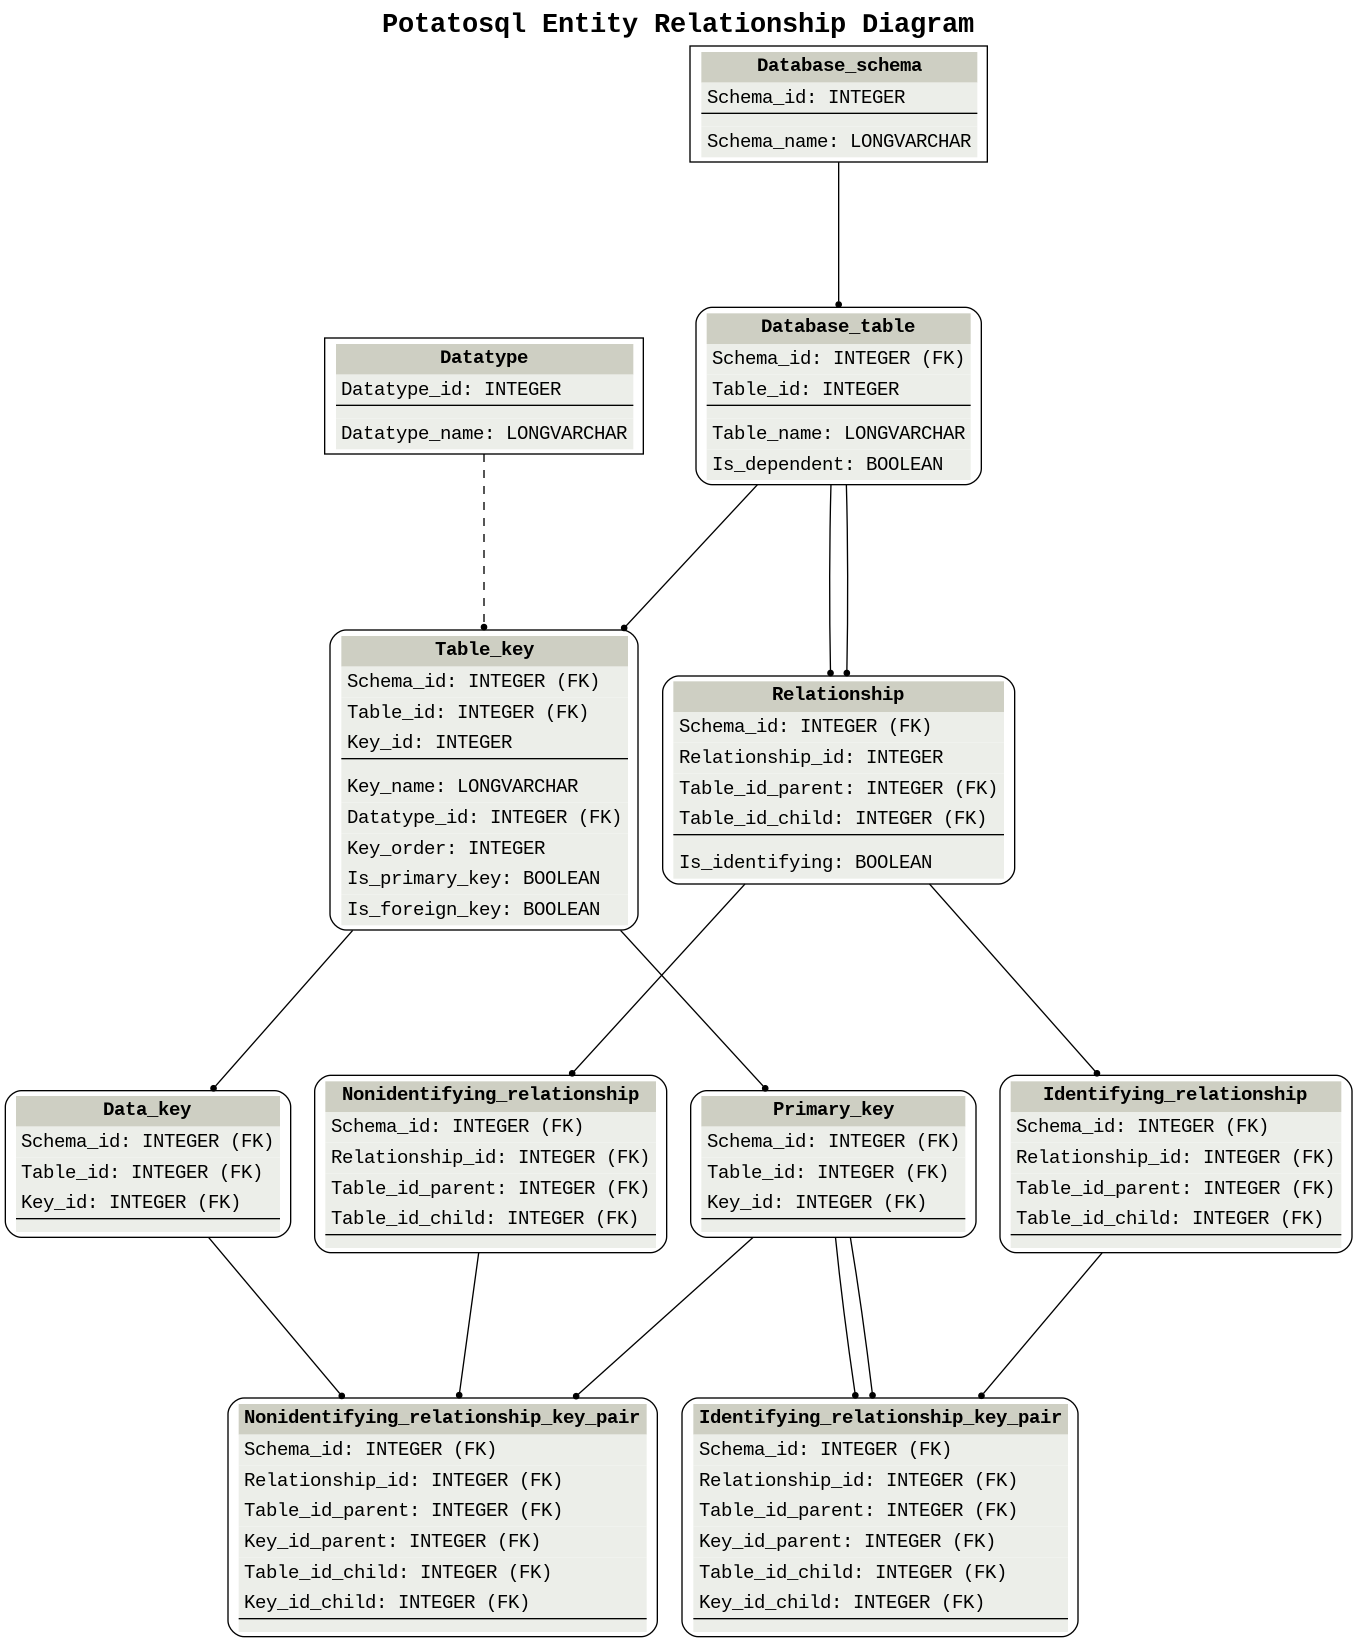 Potatosql Entity Relationship Diagram
Database_schema
Schema_id: INTEGER
Schema_name: LONGVARCHAR
Database_table
Schema_id: INTEGER (FK)
Table_id: INTEGER
Table_name: LONGVARCHAR
Is_dependent: BOOLEAN
Datatype
Datatype_id: INTEGER
Datatype_name: LONGVARCHAR
Table_key
Schema_id: INTEGER (FK)
Table_id: INTEGER (FK)
Key_id: INTEGER
Key_name: LONGVARCHAR
Datatype_id: INTEGER (FK)
Key_order: INTEGER
Is_primary_key: BOOLEAN
Is_foreign_key: BOOLEAN
Relationship
Schema_id: INTEGER (FK)
Relationship_id: INTEGER
Table_id_parent: INTEGER (FK)
Table_id_child: INTEGER (FK)
Is_identifying: BOOLEAN
Data_key
Schema_id: INTEGER (FK)
Table_id: INTEGER (FK)
Key_id: INTEGER (FK)
Nonidentifying_relationship
Schema_id: INTEGER (FK)
Relationship_id: INTEGER (FK)
Table_id_parent: INTEGER (FK)
Table_id_child: INTEGER (FK)
Primary_key
Schema_id: INTEGER (FK)
Table_id: INTEGER (FK)
Key_id: INTEGER (FK)
Identifying_relationship
Schema_id: INTEGER (FK)
Relationship_id: INTEGER (FK)
Table_id_parent: INTEGER (FK)
Table_id_child: INTEGER (FK)
Nonidentifying_relationship_key_pair
Schema_id: INTEGER (FK)
Relationship_id: INTEGER (FK)
Table_id_parent: INTEGER (FK)
Key_id_parent: INTEGER (FK)
Table_id_child: INTEGER (FK)
Key_id_child: INTEGER (FK)
Identifying_relationship_key_pair
Schema_id: INTEGER (FK)
Relationship_id: INTEGER (FK)
Table_id_parent: INTEGER (FK)
Key_id_parent: INTEGER (FK)
Table_id_child: INTEGER (FK)
Key_id_child: INTEGER (FK)